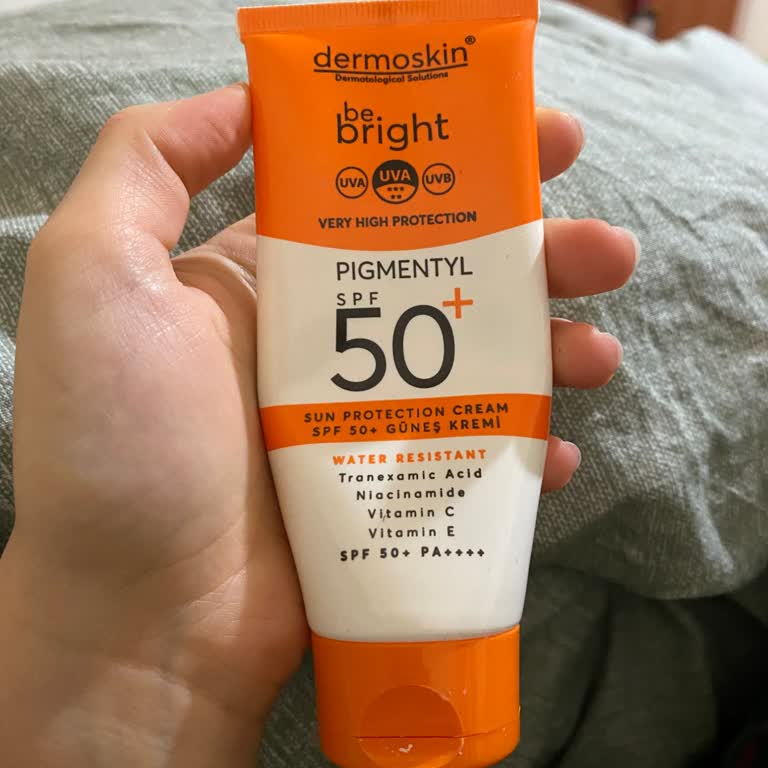 dermoskin®
Dermatological Solutions
be
bright
UVA UVA UVB
VERY HIGH PROTECTION
PIGMENTYL
SPF
50+
SUN PROTECTION CREAM
SPF 50+ GÜNEŞ KREMİ
WATER RESISTANT
Tranexamic Acid
Niacinamide
Vitamin C
Vitamin E
SPF 50+ PA++++